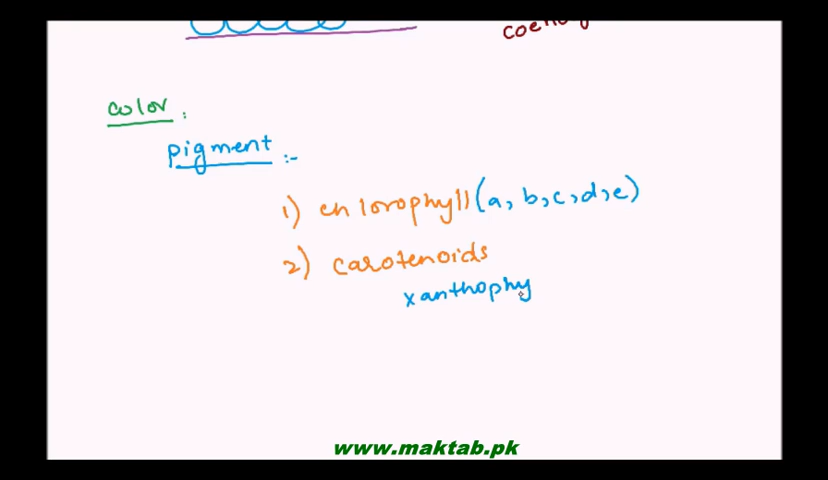 color :
pigment :-
1) chlorophyll (a, b, c, d, e)
2) carotenoids
xanthophy
www.maktab.pk